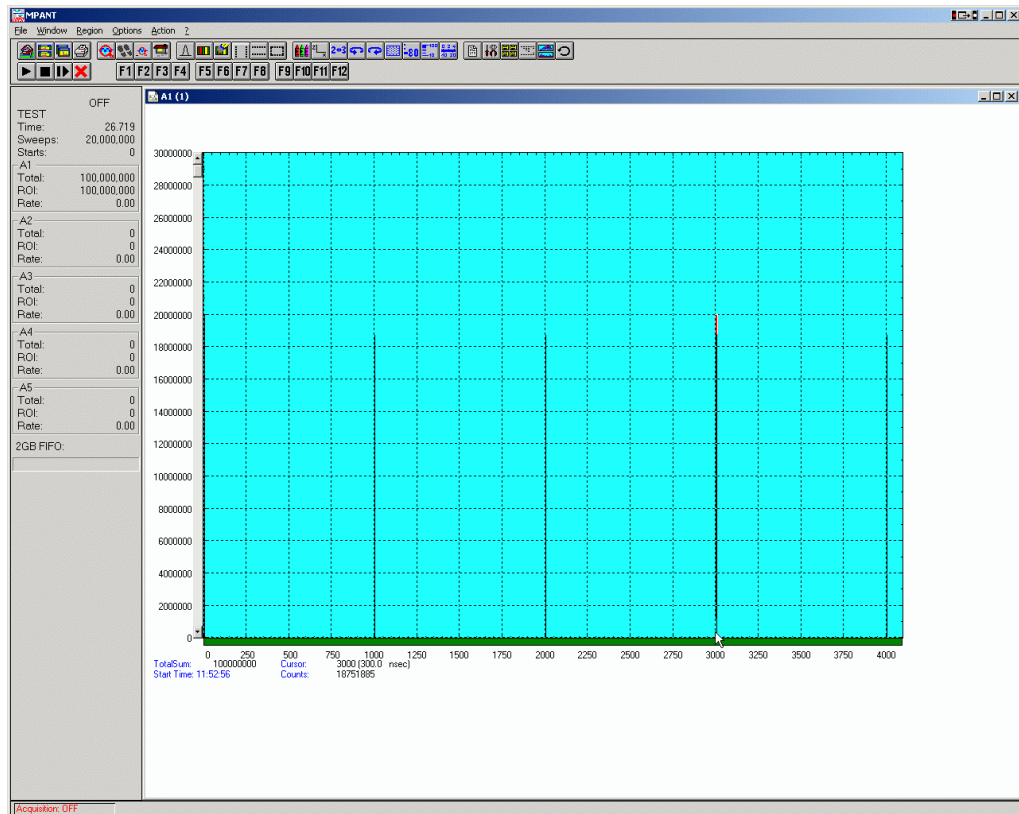 MPANT
File Window Region Options Action ?
F1 F2 F3 F4 F5 F6 F7 F8 F9 F10 F11 F12
OFF
TEST
Time: 26.719
Sweeps: 20,000,000
Starts: 0
A1
Total: 100,000,000
ROI: 100,000,000
Rate: 0.00
A2
Total: 0
ROI: 0
Rate: 0.00
A3
Total: 0
ROI: 0
Rate: 0.00
A4
Total: 0
ROI: 0
Rate: 0.00
A5
Total: 0
ROI: 0
Rate: 0.00
2GB FIFO:
A1 (1)
30000000
28000000
26000000
24000000
22000000
20000000
18000000
16000000
14000000
12000000
10000000
8000000
6000000
4000000
2000000
0
0 250 500 750 1000 1250 1500 1750 2000 2250 2500 2750 3000 3250 3500 3750 4000
TotalSum: 100000000 Cursor: 3000 (300.0 nsec)
Start Time: 11:52:56 Counts: 18751885
Acquisition: OFF